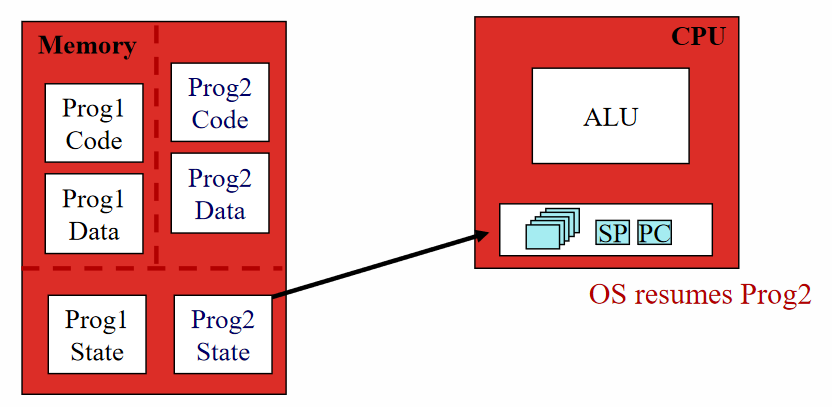 Memory
Prog1
Code
Prog2
Code
Prog1
Data
Prog2
Data
Prog1
State
Prog2
State
CPU
ALU
SP
PC
OS resumes Prog2